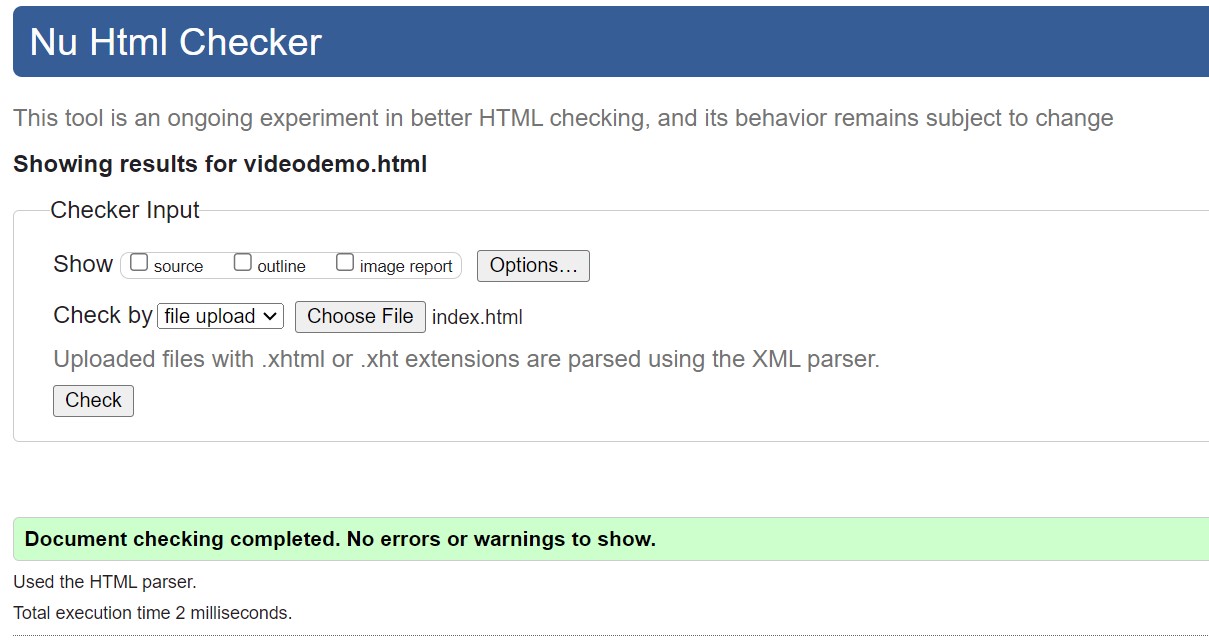 Nu Html Checker
This tool is an ongoing experiment in better HTML checking, and its behavior remains subject to change
Showing results for videodemo.html
Checker Input
Show source outline image report Options...
Check by file upload Choose File index.html
Uploaded files with .xhtml or .xht extensions are parsed using the XML parser.
Check
Document checking completed. No errors or warnings to show.
Used the HTML parser.
Total execution time 2 milliseconds.